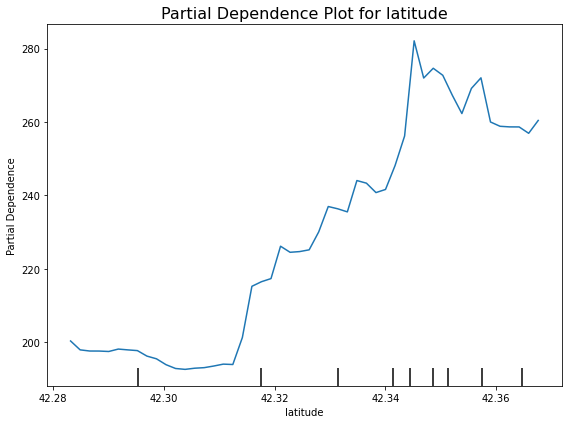 Partial Dependence Plot for latitude
280
260
240
220
200
Partial Dependence
42.28 42.30 42.32 42.34 42.36
latitude